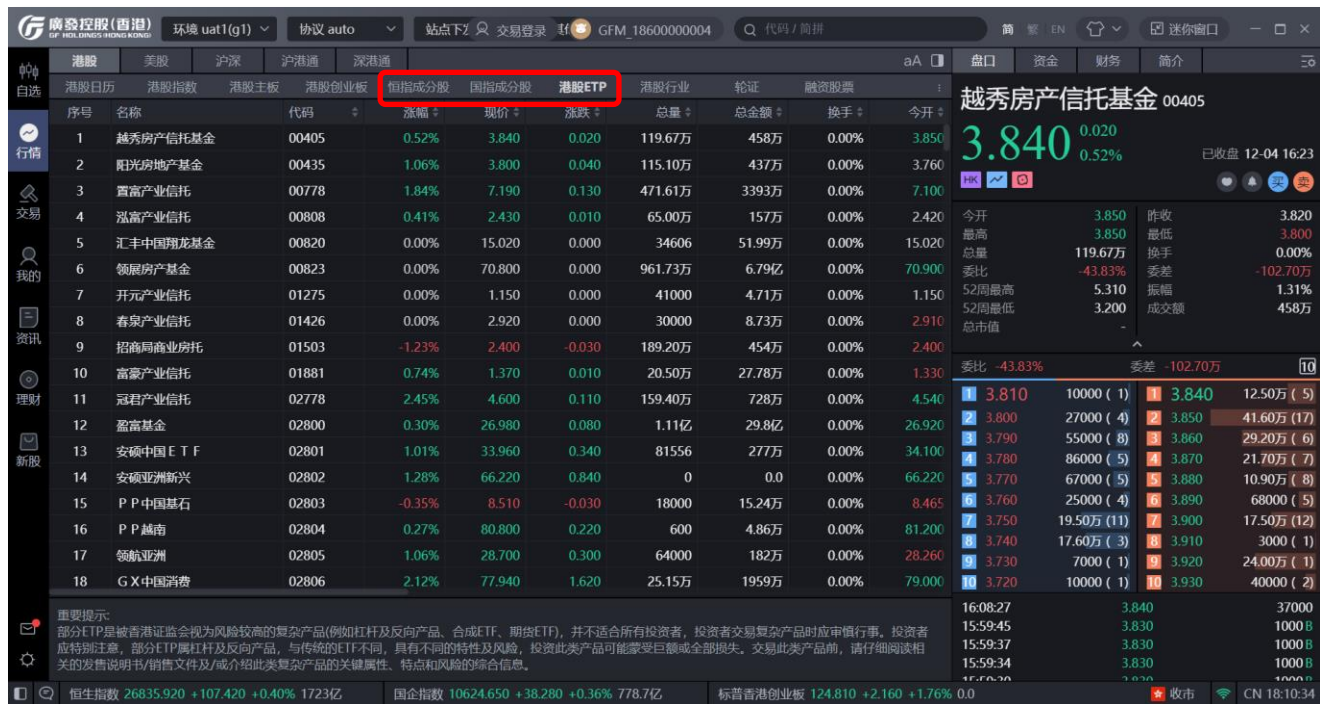 廣發控股(香港) 环境 uat1(g1) 协议 auto 站点下发 交易登录 GFM_18600000004 代码 / 简拼 简 繁 EN 迷你窗口
GF HOLDINGS (HONG KONG)
港股 美股 沪深 沪港通 深港通 aA
港股日历 港股指数 港股主板 港股创业板 恒指成分股 国指成分股 港股ETP 港股行业 轮证 融资股票
序号 名称 代码 涨幅 现价 涨跌 总量 总金额 换手 今开
1 越秀房产信托基金 00405 0.52% 3.840 0.020 119.67万 458万 0.00% 3.850
2 阳光房地产基金 00435 1.06% 3.800 0.040 115.10万 437万 0.00% 3.760
3 置富产业信托 00778 1.84% 7.190 0.130 471.61万 3393万 0.00% 7.100
4 泓富产业信托 00808 0.41% 2.430 0.010 65.00万 157万 0.00% 2.420
5 汇丰中国翔龙基金 00820 0.00% 15.020 0.000 34606 51.99万 0.00% 15.020
6 领展房产基金 00823 0.00% 70.800 0.000 961.73万 6.79亿 0.00% 70.900
7 开元产业信托 01275 0.00% 1.150 0.000 41000 4.71万 0.00% 1.150
8 春泉产业信托 01426 0.00% 2.920 0.000 30000 8.73万 0.00% 2.910
9 招商局商业房托 01503 -1.23% 2.400 -0.030 189.20万 454万 0.00% 2.400
10 富豪产业信托 01881 0.74% 1.370 0.010 20.50万 27.78万 0.00% 1.330
11 冠君产业信托 02778 2.45% 4.600 0.110 159.40万 728万 0.00% 4.540
12 盈富基金 02800 0.30% 26.980 0.080 1.11亿 29.8亿 0.00% 26.920
13 安硕中国ＥＴＦ 02801 1.01% 33.960 0.340 81556 277万 0.00% 34.100
14 安硕亚洲新兴 02802 1.28% 66.220 0.840 0 0.0 0.00% 66.220
15 ＰＰ中国基石 02803 -0.35% 8.510 -0.030 18000 15.24万 0.00% 8.465
16 ＰＰ越南 02804 0.27% 80.800 0.220 600 4.86万 0.00% 81.200
17 领航亚洲 02805 1.06% 28.700 0.300 64000 182万 0.00% 28.260
18 ＧＸ中国消费 02806 2.12% 77.940 1.620 25.15万 1959万 0.00% 79.000
重要提示:
部分ETP是被香港证监会视为风险较高的复杂产品(例如杠杆及反向产品、合成ETF、期货ETF)，并不适合所有投资者，投资者交易复杂产品时应审慎行事。投资者
应特别注意，部分ETP属杠杆及反向产品，与传统的ETF不同，具有不同的特性及风险，投资此类产品可能蒙受巨额或全部损失。交易此类产品前，请仔细阅读相
关的发售说明书/销售文件及/或介绍此类复杂产品的关键属性、特点和风险的综合信息。
自选
行情
交易
我的
资讯
理财
新股
盘口 资金 财务 简介
越秀房产信托基金 00405
3.840 0.020
0.52% 已收盘 12-04 16:23
HK 买 卖
今开 3.850 昨收 3.820
最高 3.850 最低 3.800
总量 119.67万 换手 0.00%
委比 -43.83% 委差 -102.70万
52周最高 5.310 振幅 1.31%
52周最低 3.200 成交额 458万
总市值 -
委比 -43.83% 委差 -102.70万 10
1 3.810 10000 ( 1) 1 3.840 12.50万 ( 5)
2 3.800 27000 ( 4) 2 3.850 41.60万 (17)
3 3.790 55000 ( 8) 3 3.860 29.20万 ( 6)
4 3.780 86000 ( 5) 4 3.870 21.70万 ( 7)
5 3.770 67000 ( 5) 5 3.880 10.90万 ( 8)
6 3.760 25000 ( 4) 6 3.890 68000 ( 5)
7 3.750 19.50万 (11) 7 3.900 17.50万 (12)
8 3.740 17.60万 ( 3) 8 3.910 3000 ( 1)
9 3.730 7000 ( 1) 9 3.920 24.00万 ( 1)
10 3.720 10000 ( 1) 10 3.930 40000 ( 2)
16:08:27 3.840 37000
15:59:45 3.830 1000 B
15:59:37 3.830 1000 B
15:59:34 3.830 1000 B
恒生指数 26835.920 +107.420 +0.40% 1723亿 国企指数 10624.650 +38.280 +0.36% 778.7亿 标普香港创业板 124.810 +2.160 +1.76% 0.0 收市 CN 18:10:34